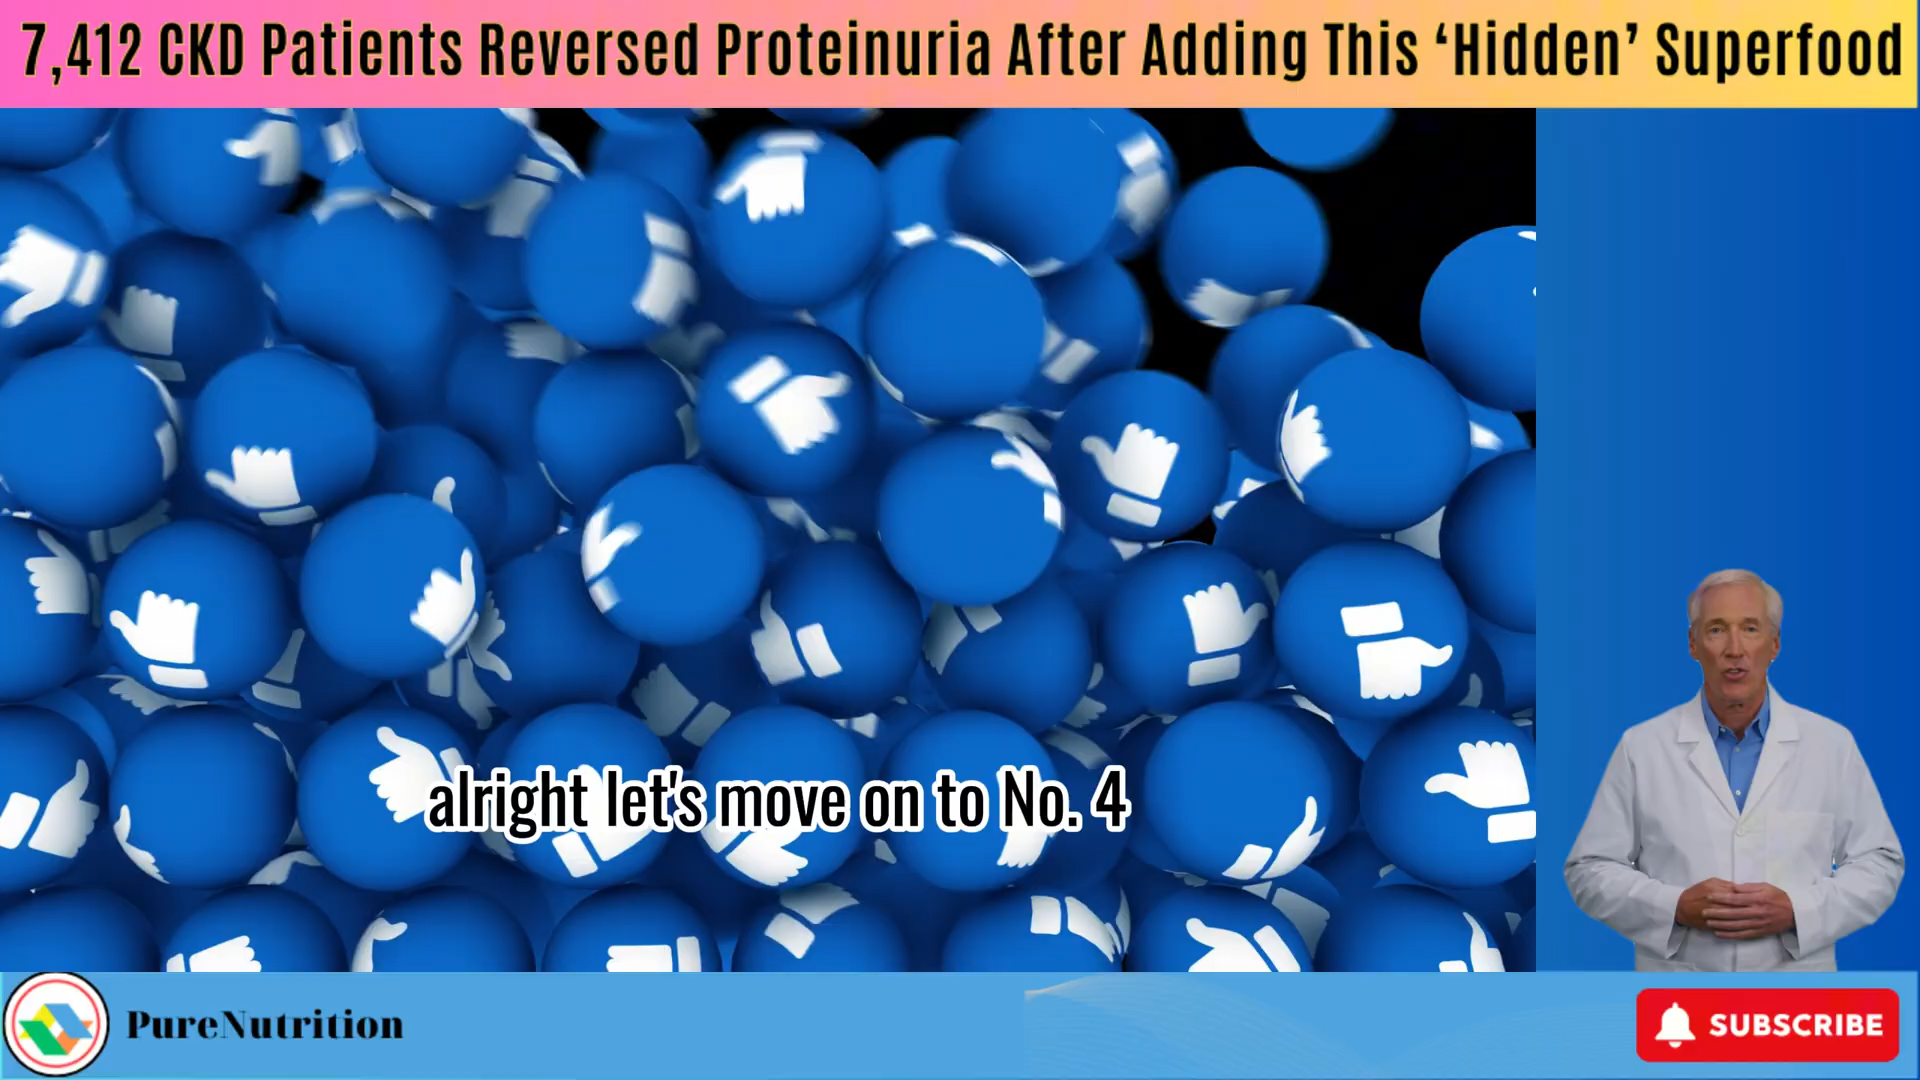 7,412 CKD Patients Reversed Proteinuria After Adding This ‘Hidden’ Superfood
alright let's move on to No. 4
PureNutrition
SUBSCRIBE